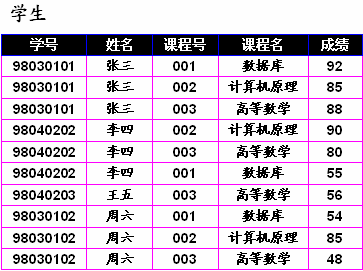 学生
学号 姓名 课程号 课程名 成绩
98030101 张三 001 数据库 92
98030101 张三 002 计算机原理 85
98030101 张三 003 高等数学 88
98040202 李四 002 计算机原理 90
98040202 李四 003 高等数学 80
98040202 李四 001 数据库 55
98040203 王五 003 高等数学 56
98030102 周六 001 数据库 54
98030102 周六 002 计算机原理 85
98030102 周六 003 高等数学 48